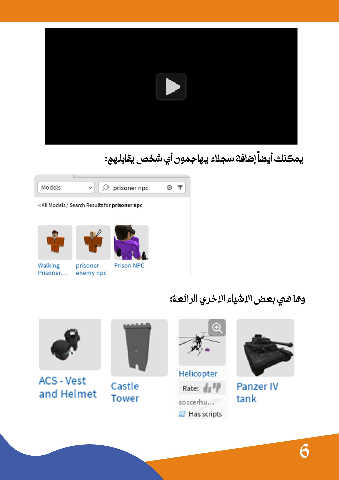 يمكنك أيضاً إضافة سجناء يهاجمون أي شخص يقابلهم:
Models
prisoner npc
All Models / Search Results for prisoner npc
Walking Prisoner...
prisoner enemy npc
Prison NPC
وها هي بعض الاشياء الاخرى الرائعة:
ACS - Vest
and Helmet
Castle
Tower
Helicopter
Rate:
Has scripts
Panzer IV
tank
6